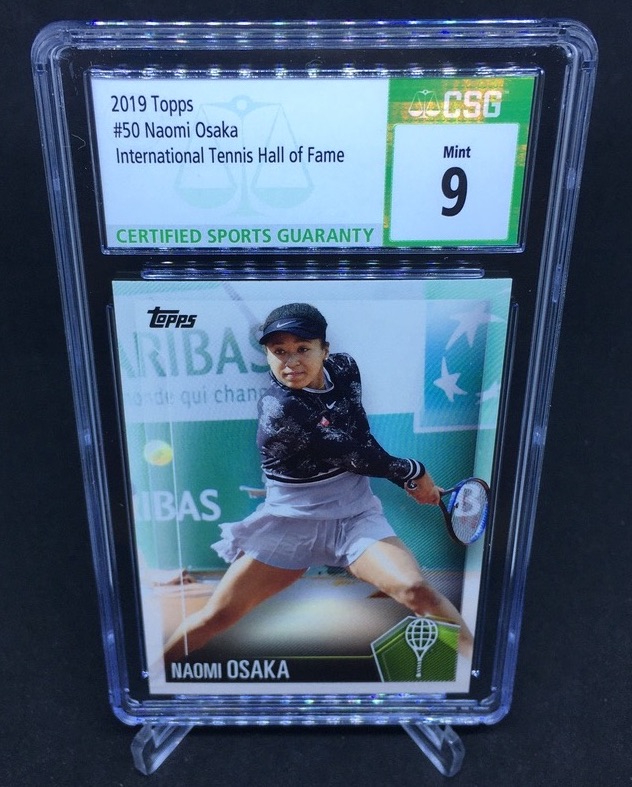 2019 Topps
#50 Naomi Osaka
International Tennis Hall of Fame
CERTIFIED SPORTS GUARANTY
CSG
Mint
9
topps
RIBAS
onde qui chang
IBAS
B
NAOMI OSAKA